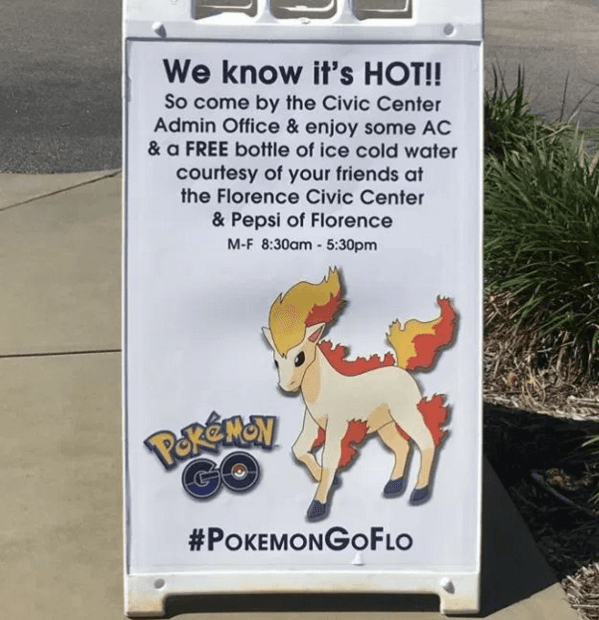 We know it's HOT!!
So come by the Civic Center
Admin Office & enjoy some AC
& a FREE bottle of ice cold water
courtesy of your friends at
the Florence Civic Center
& Pepsi of Florence
M-F 8:30am - 5:30pm
POKéMON
GO
#POKEMONGOFLO